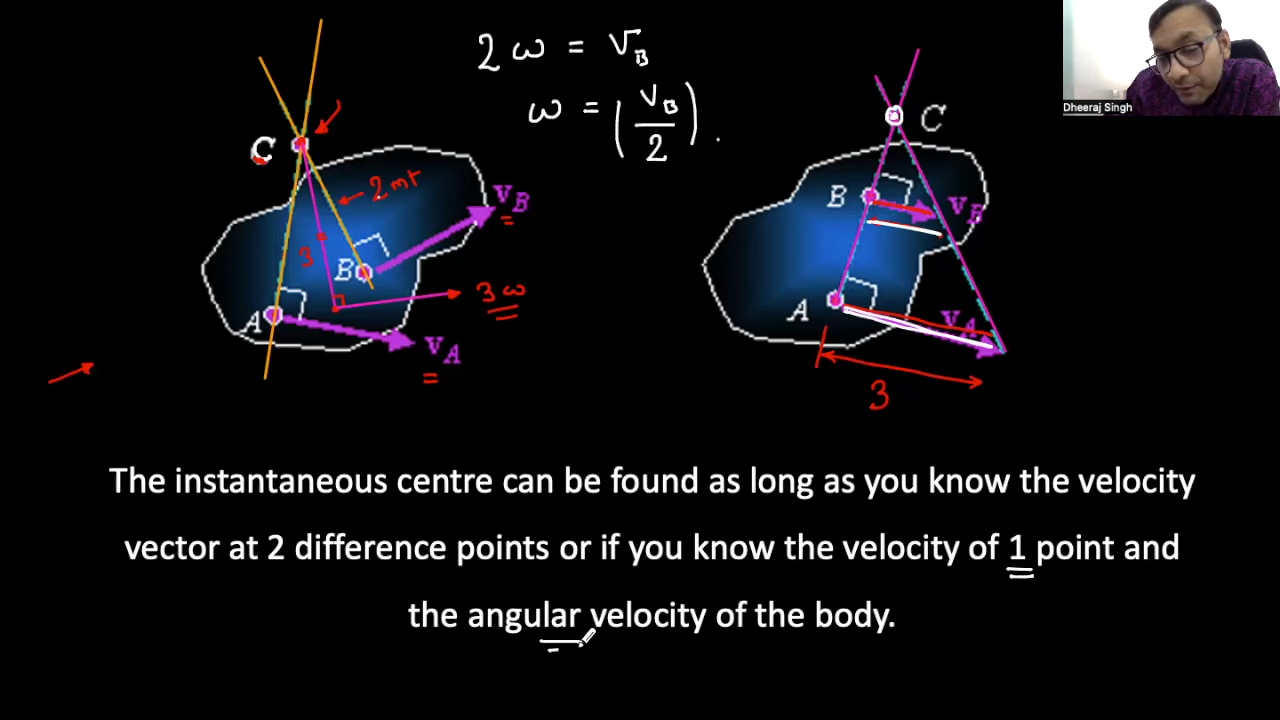 2 ω = V_B
ω = (V_B / 2).
Dheeraj Singh
C
2 mt
v_B
3
B
3 ω
A
v_A
C
B
v_B
A
v_A
3
The instantaneous centre can be found as long as you know the velocity
vector at 2 difference points or if you know the velocity of 1 point and
the angular velocity of the body.